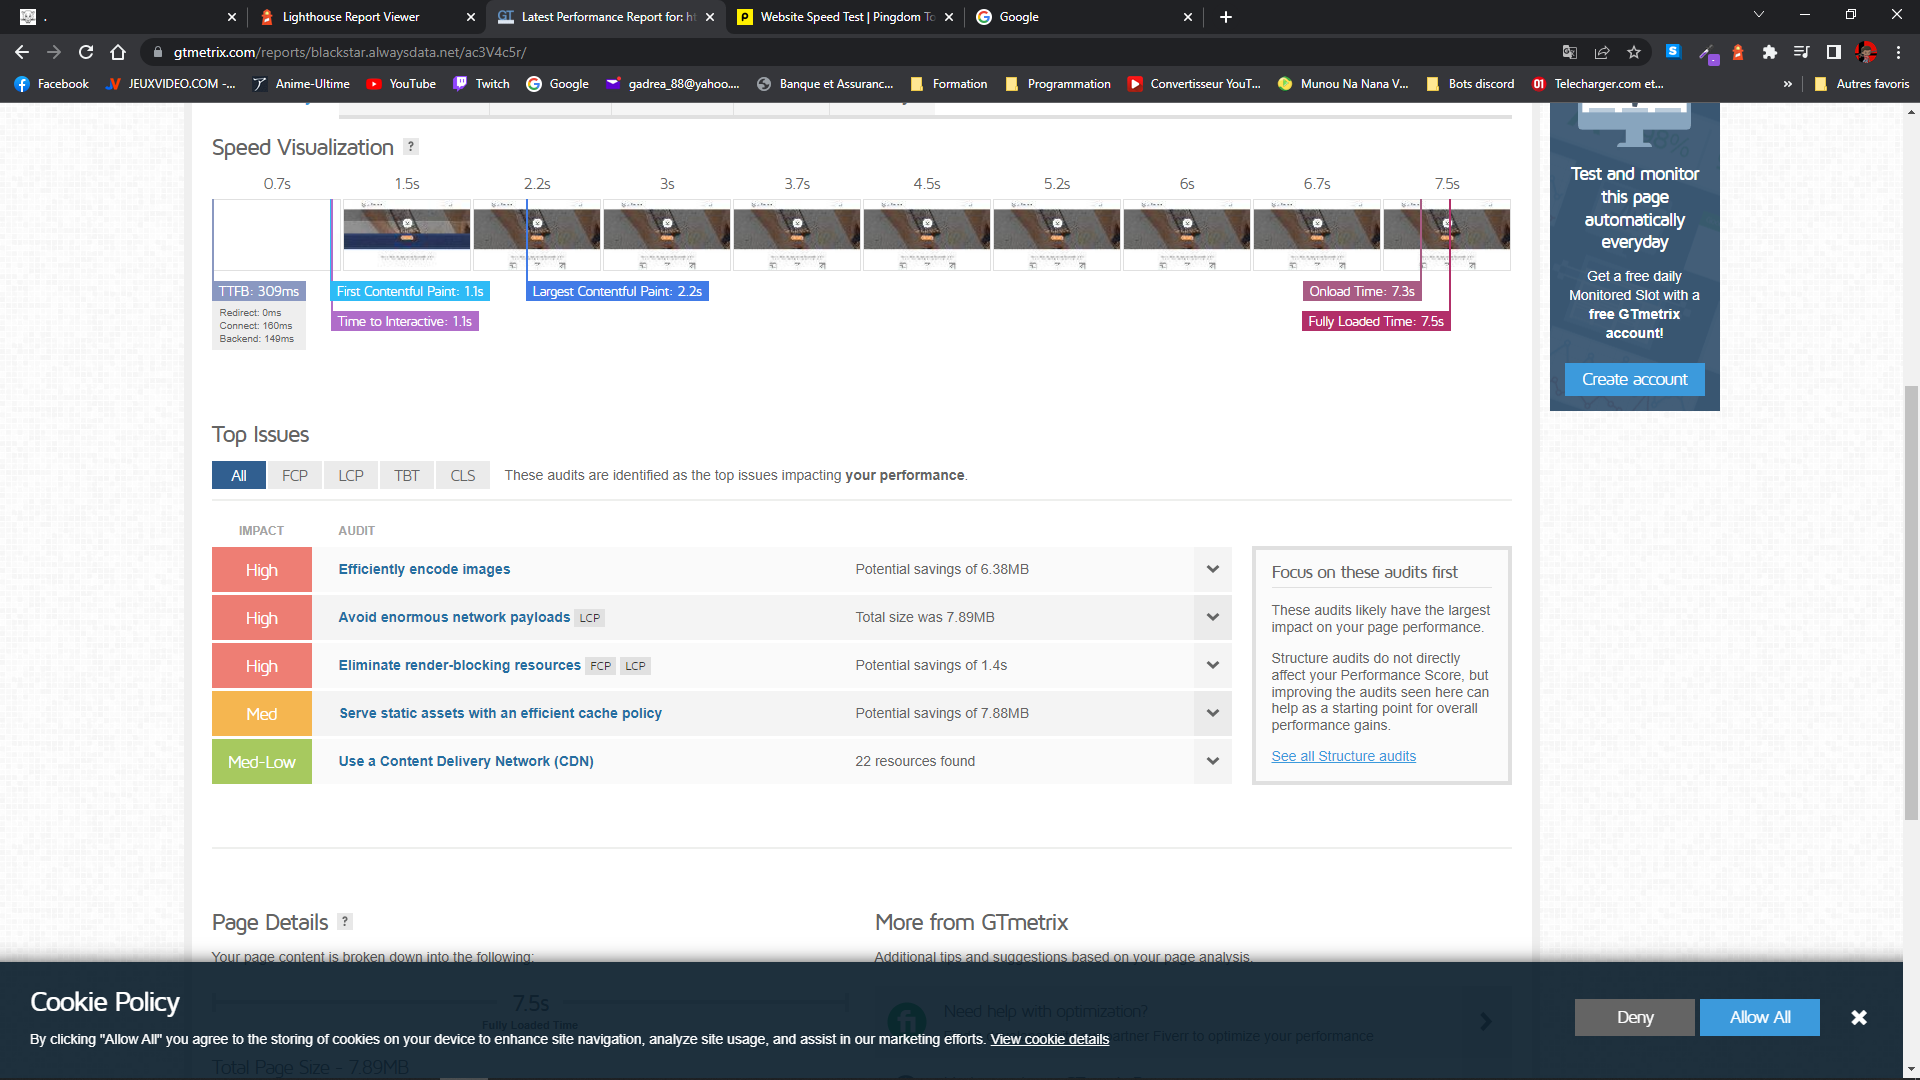 .
Lighthouse Report Viewer
GT Latest Performance Report for: ht
Website Speed Test | Pingdom To
Google
gtmetrix.com/reports/blackstar.alwaysdata.net/ac3V4c5r/
Facebook
JEUXVIDEO.COM -...
Anime-Ultime
YouTube
Twitch
Google
gadrea_88@yahoo....
Banque et Assuranc...
Formation
Programmation
Convertisseur YouT...
Munou Na Nana V...
Bots discord
01 Telecharger.com et...
»
Autres favoris
Speed Visualization ?
0.7s 1.5s 2.2s 3s 3.7s 4.5s 5.2s 6s 6.7s 7.5s
TTFB: 309ms
Redirect: 0ms
Connect: 160ms
Backend: 149ms
First Contentful Paint: 1.1s
Time to Interactive: 1.1s
Largest Contentful Paint: 2.2s
Onload Time: 7.3s
Fully Loaded Time: 7.5s
Test and monitor
this page
automatically
everyday
Get a free daily
Monitored Slot with a
free GTmetrix
account!
Create account
Top Issues
All FCP LCP TBT CLS These audits are identified as the top issues impacting your performance.
IMPACT AUDIT
High Efficiently encode images Potential savings of 6.38MB
High Avoid enormous network payloads LCP Total size was 7.89MB
High Eliminate render-blocking resources FCP LCP Potential savings of 1.4s
Med Serve static assets with an efficient cache policy Potential savings of 7.88MB
Med-Low Use a Content Delivery Network (CDN) 22 resources found
Focus on these audits first
These audits likely have the largest
impact on your page performance.
Structure audits do not directly
affect your Performance Score, but
improving the audits seen here can
help as a starting point for overall
performance gains.
See all Structure audits
Page Details ?
Your page content is broken down into the following:
7.5s
Fully Loaded Time
Total Page Size - 7.89MB
More from GTmetrix
Additional tips and suggestions based on your page analysis.
Need help with optimization?
partner Fiverr to optimize your performance
Cookie Policy
By clicking "Allow All" you agree to the storing of cookies on your device to enhance site navigation, analyze site usage, and assist in our marketing efforts. View cookie details
Deny
Allow All